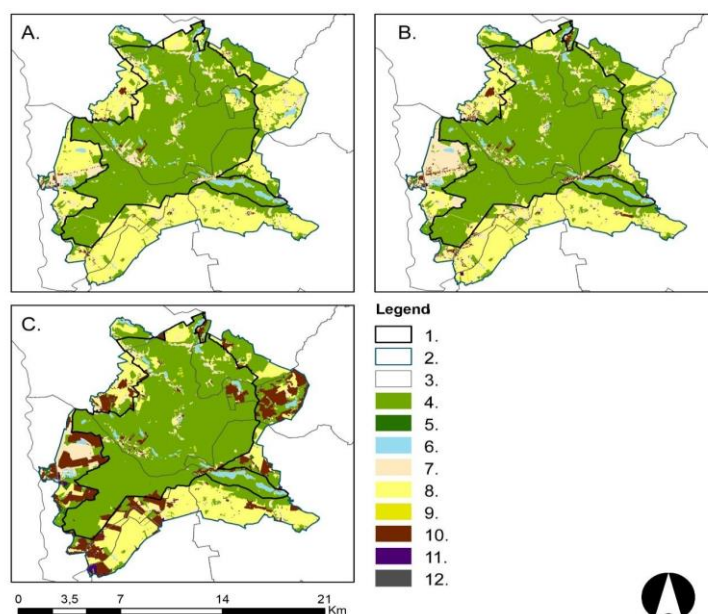 A.
B.
C.
Legend
1.
2.
3.
4.
5.
6.
7.
8.
9.
10.
11.
12.
0 3,5 7 14 21
Km